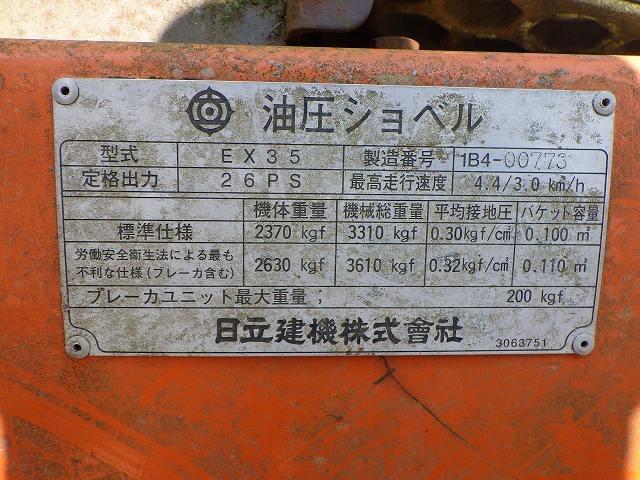 油圧ショベル
型式 EX35 製造番号 1B4-00773
定格出力 26PS 最高走行速度 4.4/3.0 km/h
機体重量 機械総重量 平均接地圧 バケット容量
標準仕様 2370 kgf 3310 kgf 0.30kgf/c㎡ 0.100 ㎥
労働安全衛生法による最も
不利な仕様(ブレーカ含む) 2630 kgf 3610 kgf 0.32kgf/c㎡ 0.110 ㎥
ブレーカユニット最大重量; 200 kgf
日立建機株式會社
3063751